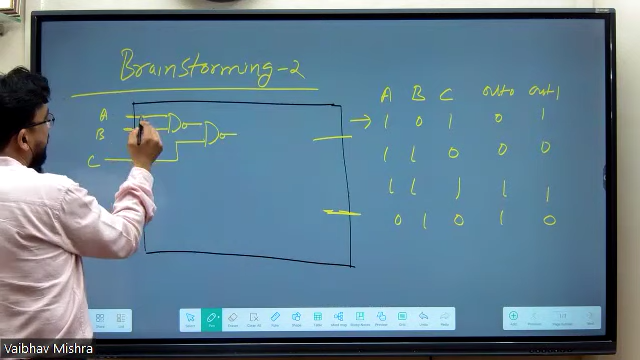 Brainstorming-2
A B C out0 out1
A
→ 1 0 1 0 1
B
1 1 0 0 0
C
1 1 1 1 1
0 1 0 1 0
Vaibhav Mishra